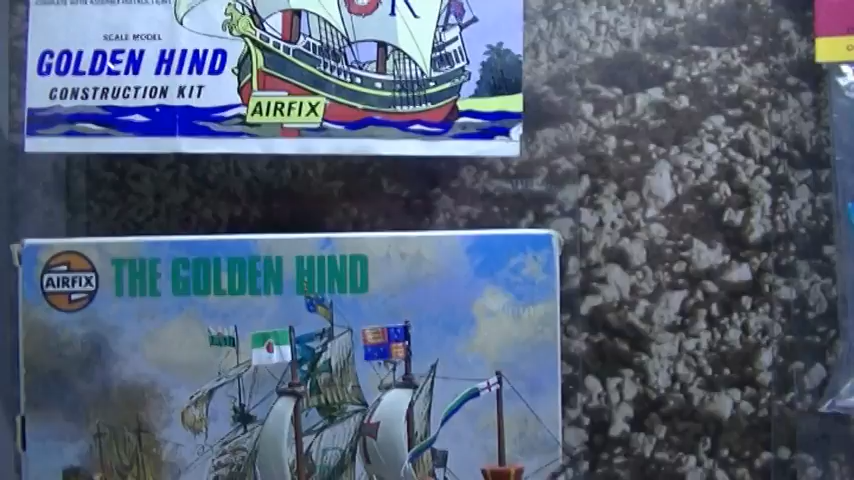 SCALE MODEL
GOLDEN HIND
CONSTRUCTION KIT
AIRFIX
R
AIRFIX
THE GOLDEN HIND